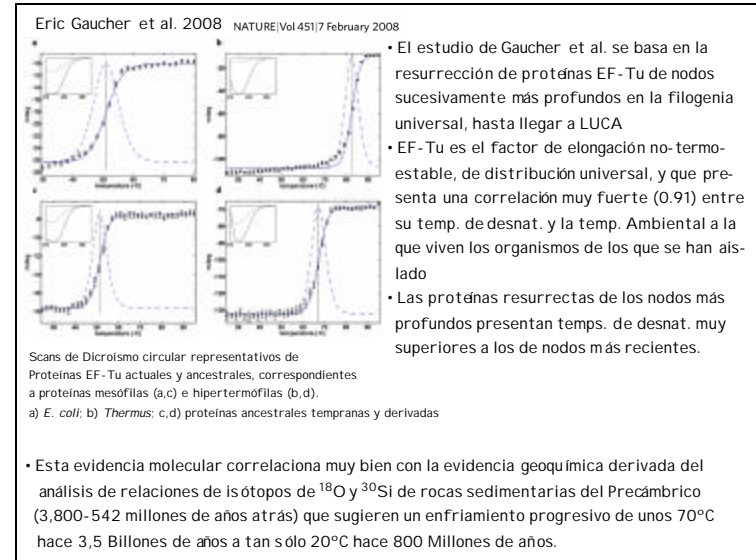 Eric Gaucher et al. 2008 NATURE|Vol 451|7 February 2008
a
b
c
d
temperatura (°C)
temperatura (°C)
temperatura (°C)
temperatura (°C)
• El estudio de Gaucher et al. se basa en la
resurrección de proteínas EF-Tu de nodos
sucesivamente más profundos en la filogenia
universal, hasta llegar a LUCA
• EF-Tu es el factor de elongación no-termo-
estable, de distribución universal, y que pre-
senta una correlación muy fuerte (0.91) entre
su temp. de desnat. y la temp. Ambiental a la
que viven los organismos de los que se han ais-
lado
• Las proteínas resurrectas de los nodos más
profundos presentan temps. de desnat. muy
superiores a los de nodos más recientes.
Scans de Dicroísmo circular representativos de
Proteínas EF-Tu actuales y ancestrales, correspondientes
a proteínas mesófilas (a,c) e hipertermófilas (b,d).
a) E. coli; b) Thermus; c,d) proteínas ancestrales tempranas y derivadas
• Esta evidencia molecular correlaciona muy bien con la evidencia geoquímica derivada del
análisis de relaciones de isótopos de 18O y 30Si de rocas sedimentarias del Precámbrico
(3,800-542 millones de años atrás) que sugieren un enfriamiento progresivo de unos 70°C
hace 3,5 Billones de años a tan sólo 20°C hace 800 Millones de años.